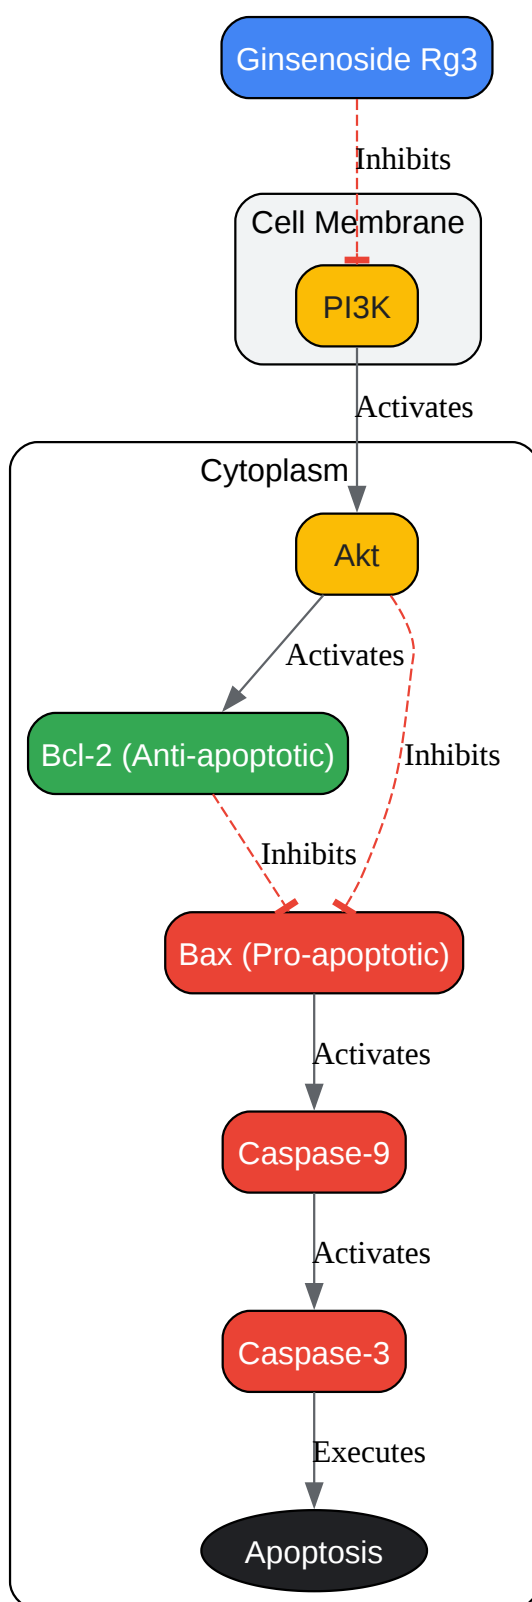 Ginsenoside Rg3
Inhibits
Cell Membrane
PI3K
Activates
Cytoplasm
Akt
Activates
Bcl-2 (Anti-apoptotic)
Inhibits
Inhibits
Bax (Pro-apoptotic)
Activates
Caspase-9
Activates
Caspase-3
Executes
Apoptosis